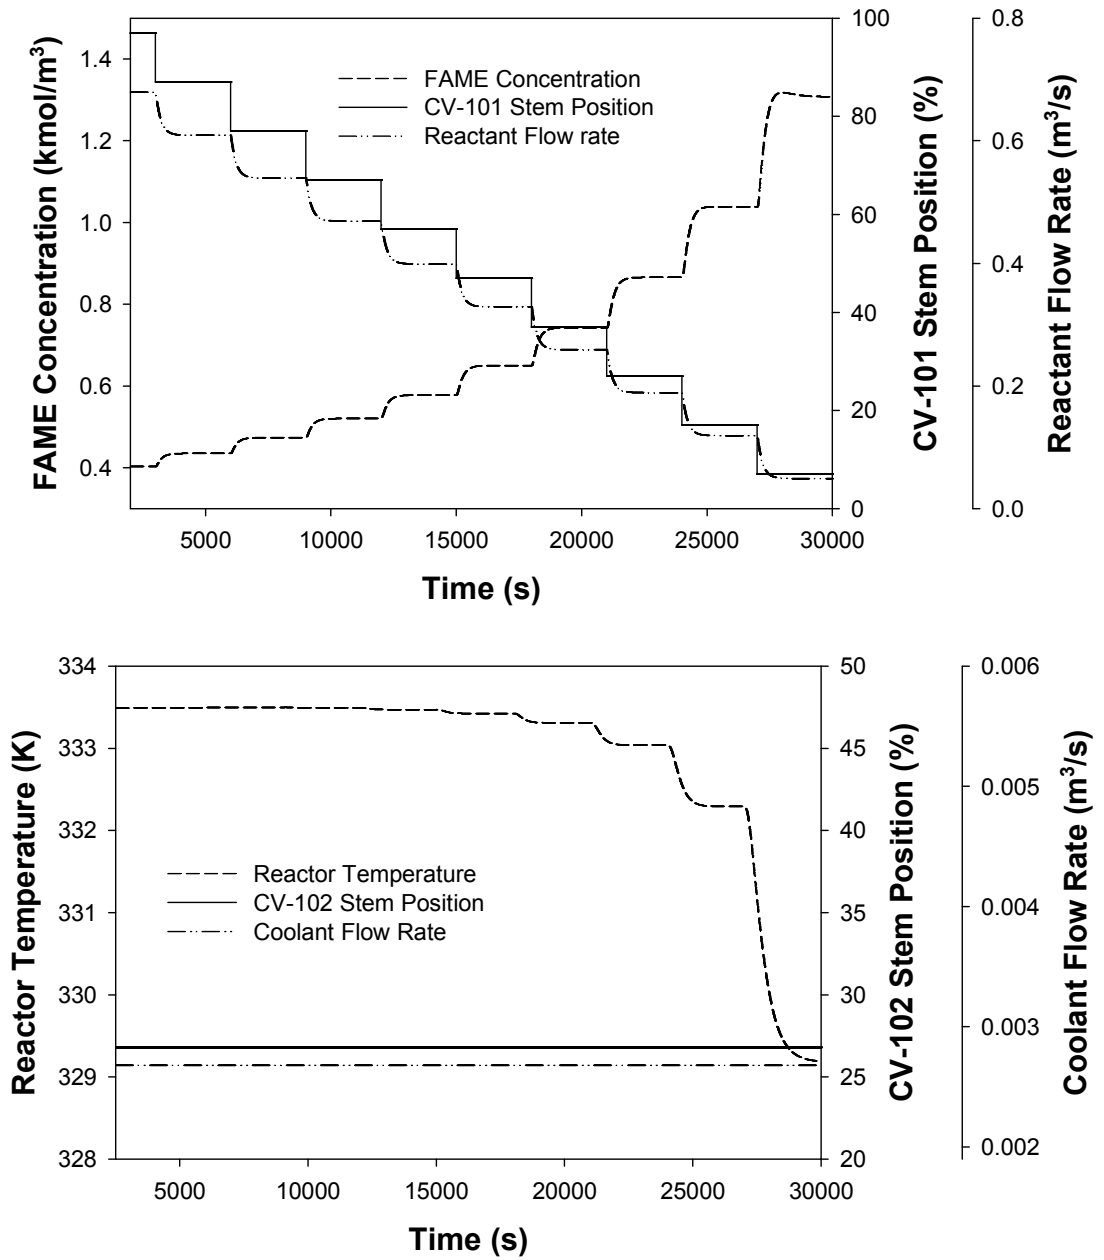 FAME Concentration (kmol/m³)
1.4
1.2
1.0
0.8
0.6
0.4
FAME Concentration
CV-101 Stem Position
Reactant Flow rate
100
80
60
40
20
0
CV-101 Stem Position (%)
0.8
0.6
0.4
0.2
0.0
Reactant Flow Rate (m³/s)
5000 10000 15000 20000 25000 30000
Time (s)
Reactor Temperature (K)
334
333
332
331
330
329
328
Reactor Temperature
CV-102 Stem Position
Coolant Flow Rate
50
45
40
35
30
25
20
CV-102 Stem Position (%)
0.006
0.005
0.004
0.003
0.002
Coolant Flow Rate (m³/s)
5000 10000 15000 20000 25000 30000
Time (s)